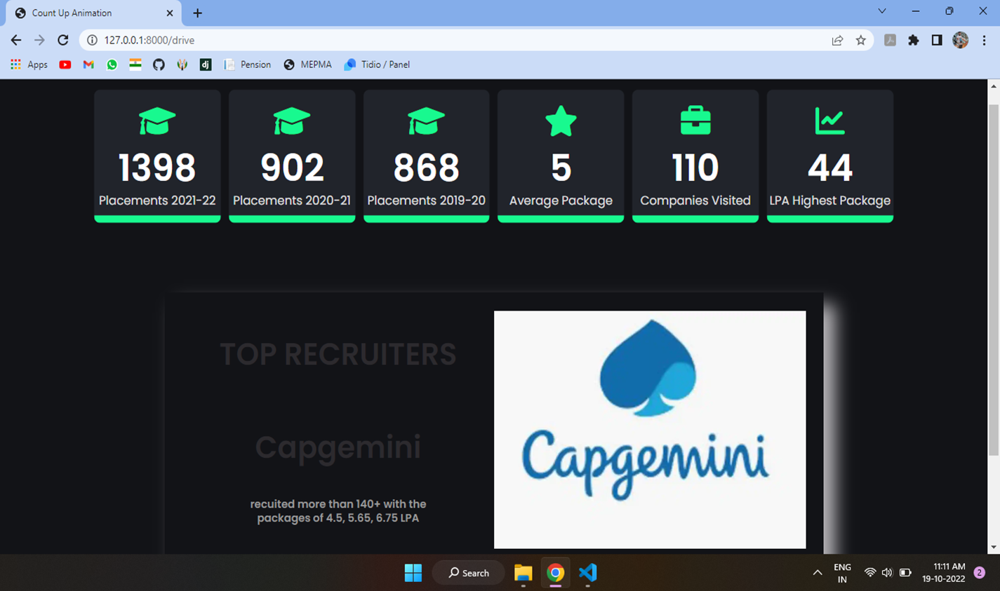 Count Up Animation
127.0.0.1:8000/drive
Apps
dj
Pension
MEPMA
Tidio / Panel
1398
902
868
5
110
44
Placements 2021-22
Placements 2020-21
Placements 2019-20
Average Package
Companies Visited
LPA Highest Package
TOP RECRUITERS
Capgemini
recuited more than 140+ with the
packages of 4.5, 5.65, 6.75 LPA
Capgemini
Search
ENG
IN
11:11 AM
19-10-2022
2